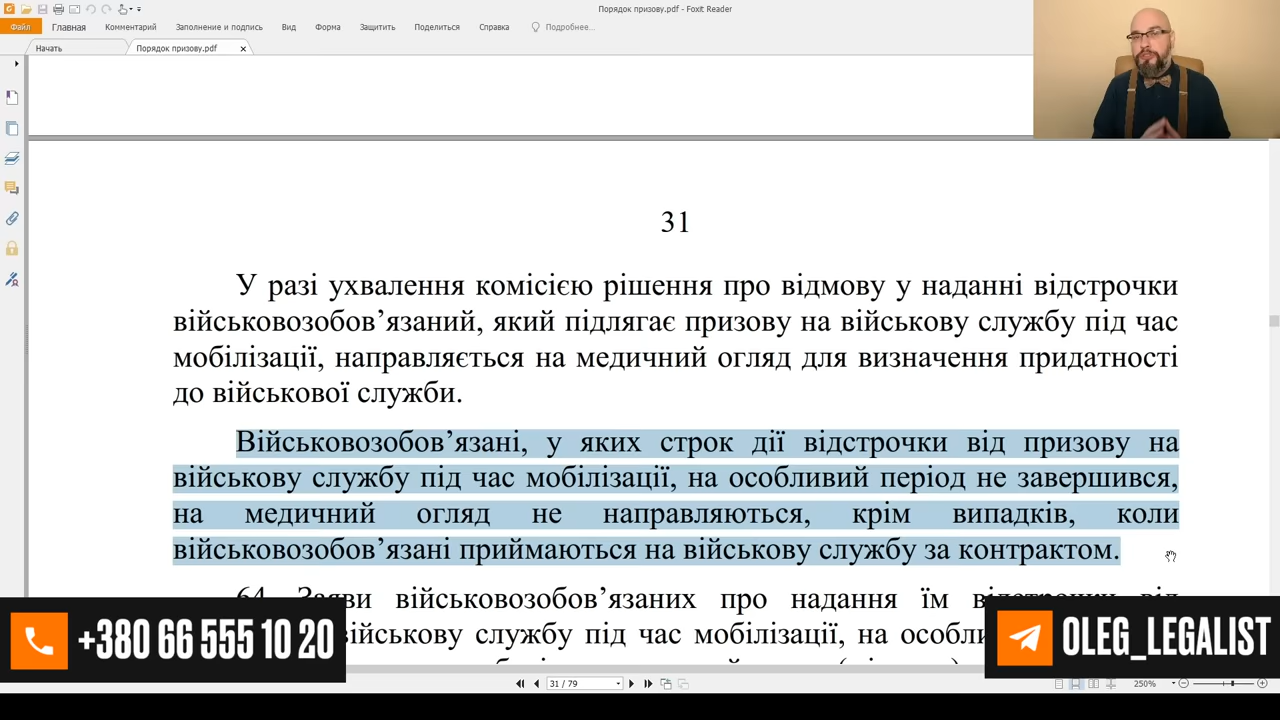 Порядок призову.pdf - Foxit Reader
Файл Главная Комментарий Заполнение и подпись Вид Форма Защитить Поделиться Справка Подробнее...
Начать Порядок призову.pdf
31
У разі ухвалення комісією рішення про відмову у наданні відстрочки
військовозобов’язаний, який підлягає призову на військову службу під час
мобілізації, направляється на медичний огляд для визначення придатності
до військової служби.
Військовозобов’язані, у яких строк дії відстрочки від призову на
військову службу під час мобілізації, на особливий період не завершився,
на медичний огляд не направляються, крім випадків, коли
військовозобов’язані приймаються на військову службу за контрактом.
64. Заяви військовозобов’язаних про надання їм відстрочки від
військову службу під час мобілізації, на
+380 66 555 10 20
OLEG_LEGALIST
31 / 79
250%